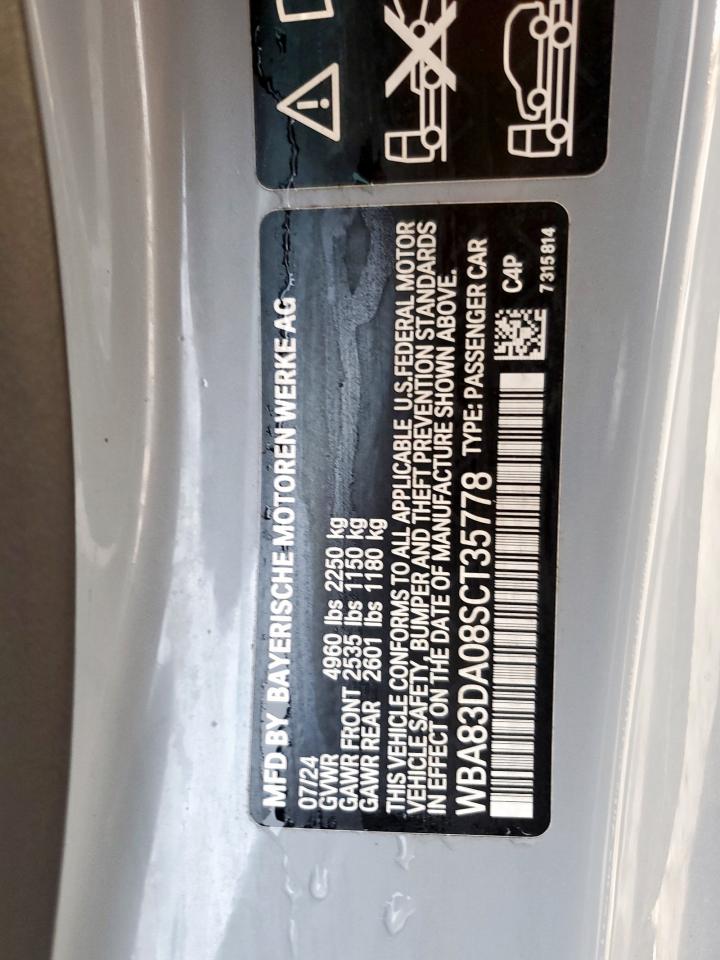 MFD BY BAYERISCHE MOTOREN WERKE AG
07/24
GVWR 4960 lbs 2250 kg
GAWR FRONT 2535 lbs 1150 kg
GAWR REAR 2601 lbs 1180 kg
THIS VEHICLE CONFORMS TO ALL APPLICABLE U.S.FEDERAL MOTOR
VEHICLE SAFETY, BUMPER AND THEFT PREVENTION STANDARDS
IN EFFECT ON THE DATE OF MANUFACTURE SHOWN ABOVE.
WBA83DA08SCT35778 TYPE: PASSENGER CAR
C4P
7 315 814